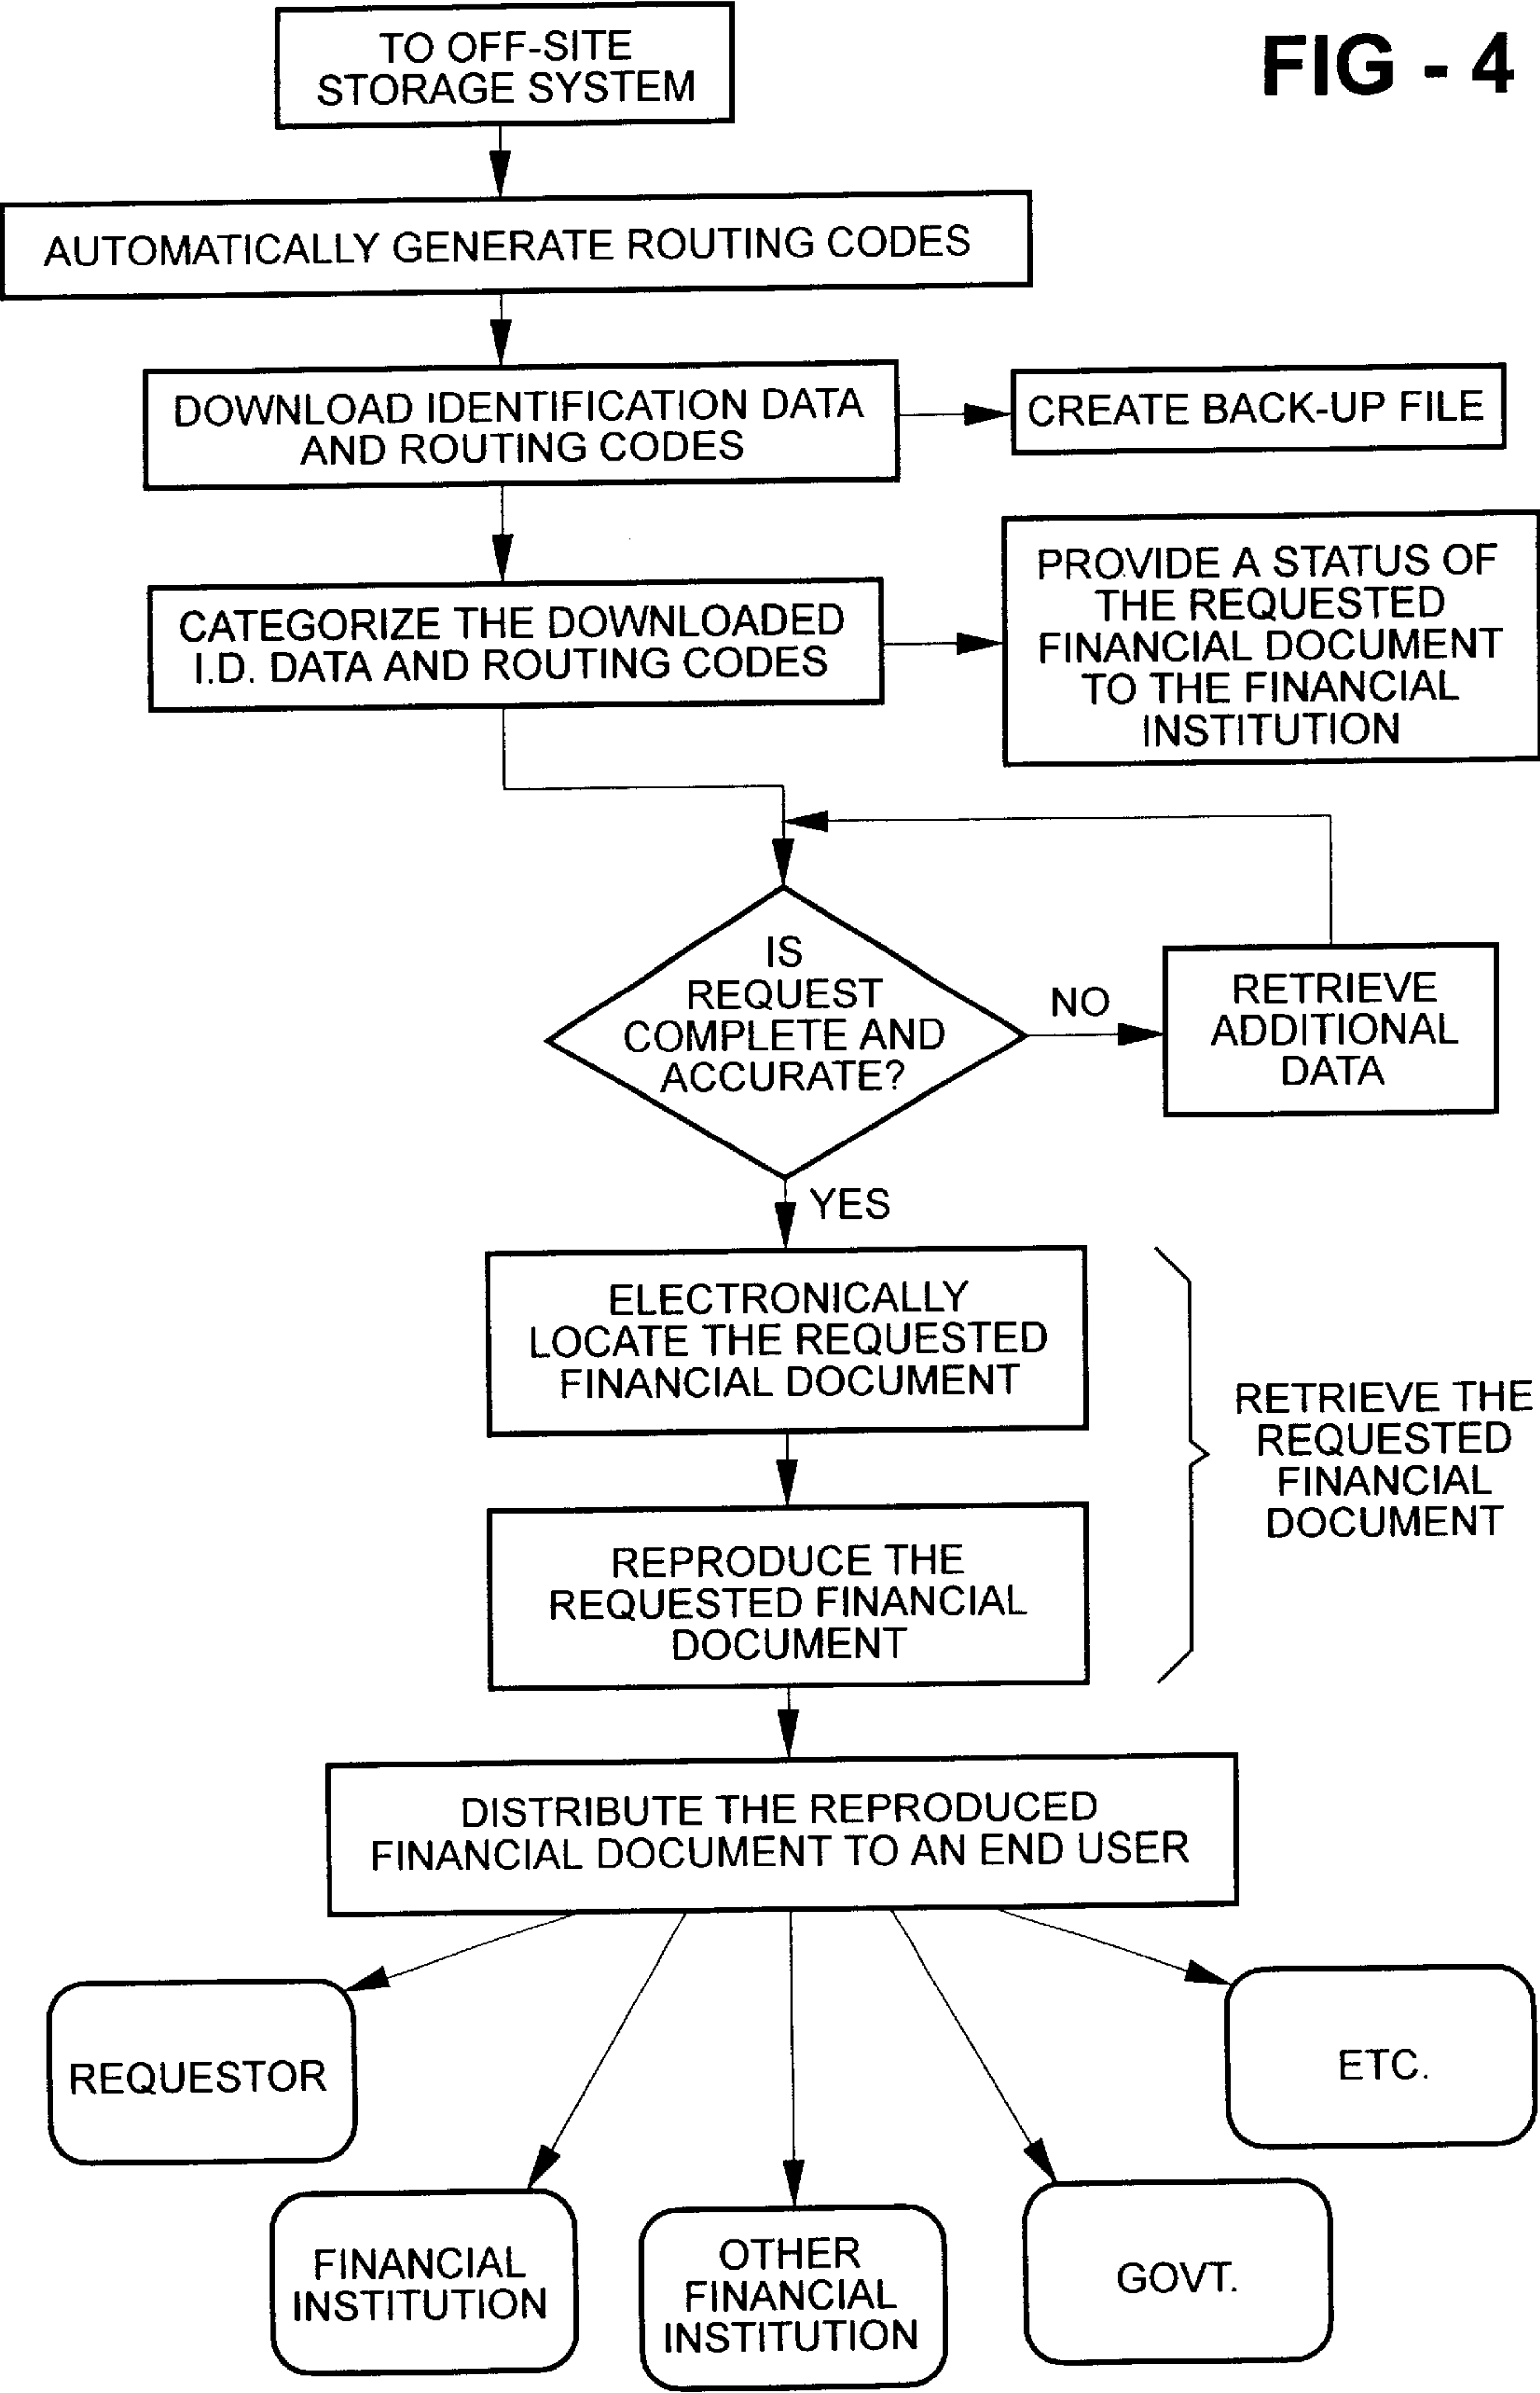 FIG - 4
TO OFF-SITE
STORAGE SYSTEM
AUTOMATICALLY GENERATE ROUTING CODES
DOWNLOAD IDENTIFICATION DATA
AND ROUTING CODES
CREATE BACK-UP FILE
CATEGORIZE THE DOWNLOADED
I.D. DATA AND ROUTING CODES
PROVIDE A STATUS OF
THE REQUESTED
FINANCIAL DOCUMENT
TO THE FINANCIAL
INSTITUTION
IS
REQUEST
COMPLETE AND
ACCURATE?
NO
RETRIEVE
ADDITIONAL
DATA
YES
ELECTRONICALLY
LOCATE THE REQUESTED
FINANCIAL DOCUMENT
REPRODUCE THE
REQUESTED FINANCIAL
DOCUMENT
RETRIEVE THE
REQUESTED
FINANCIAL
DOCUMENT
DISTRIBUTE THE REPRODUCED
FINANCIAL DOCUMENT TO AN END USER
REQUESTOR
FINANCIAL
INSTITUTION
OTHER
FINANCIAL
INSTITUTION
GOVT.
ETC.